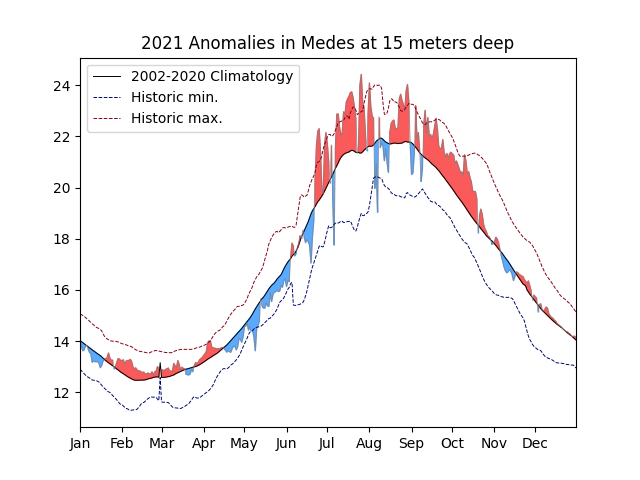 2021 Anomalies in Medes at 15 meters deep
2002-2020 Climatology
Historic min.
Historic max.
24
22
20
18
16
14
12
Jan Feb Mar Apr May Jun Jul Aug Sep Oct Nov Dec